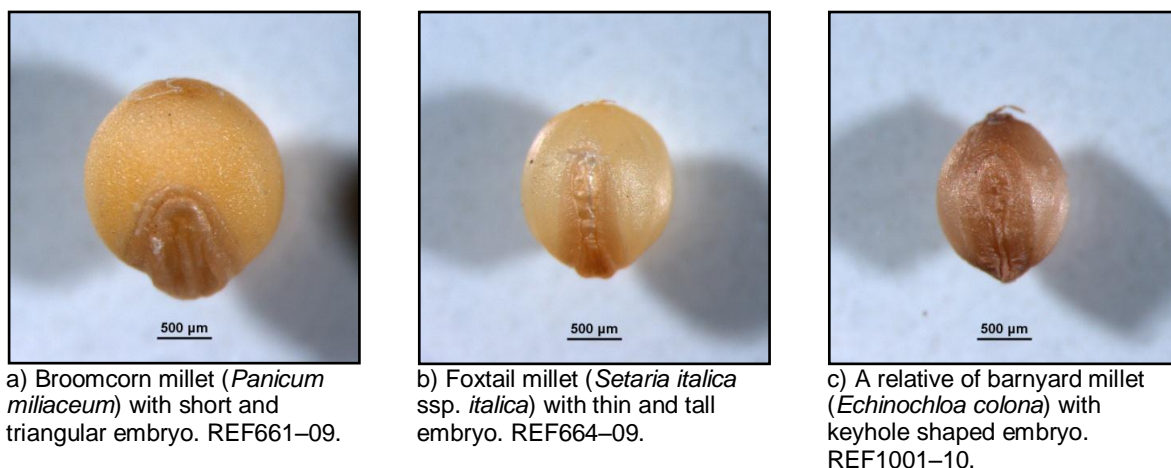 500 µm
500 µm
500 µm
a) Broomcorn millet (Panicum
miliaceum) with short and
triangular embryo. REF661–09.
b) Foxtail millet (Setaria italica
ssp. italica) with thin and tall
embryo. REF664–09.
c) A relative of barnyard millet
(Echinochloa colona) with
keyhole shaped embryo.
REF1001–10.